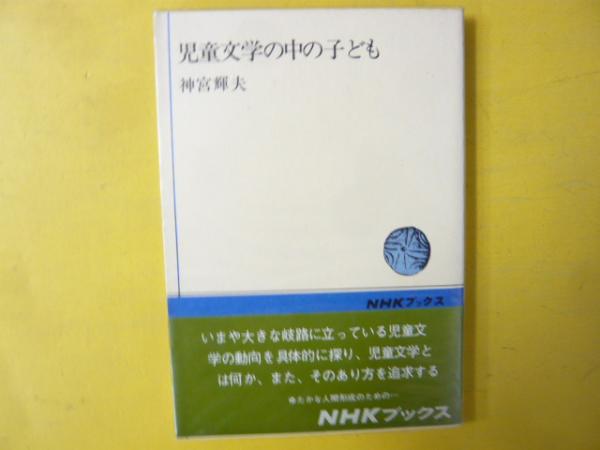 児童文学の中の子ども
神宮輝夫
NHKブックス
いまや大きな岐路に立っている児童文
学の動向を具体的に探り、児童文学と
は何か、また、そのあり方を追求する
ゆたかな人間形成のための…
NHKブックス